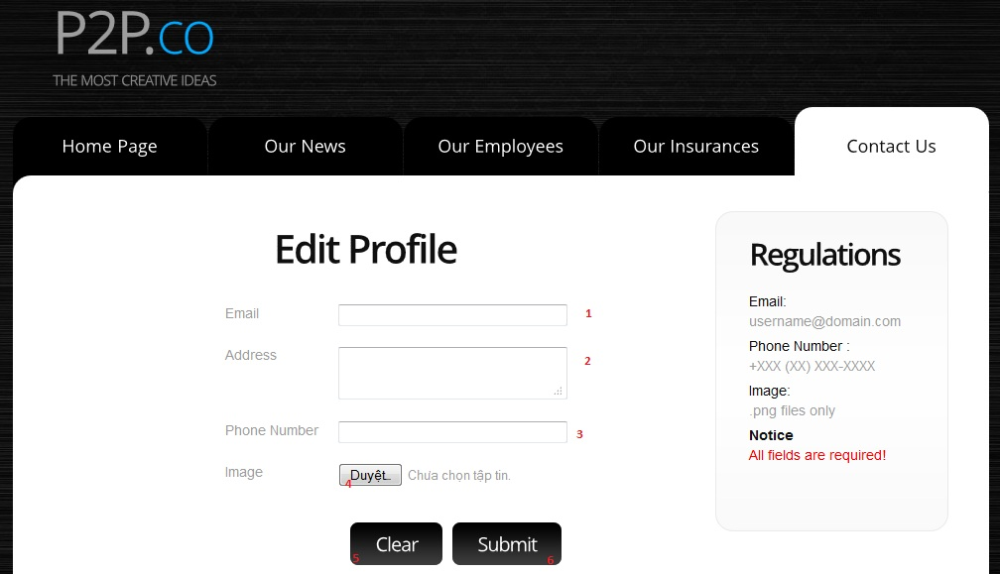 P2P.co
THE MOST CREATIVE IDEAS
Home Page
Our News
Our Employees
Our Insurances
Contact Us
Edit Profile
Email
1
Address
2
Phone Number
3
Image
Duyệt..
4
Chưa chọn tập tin.
Clear
5
Submit
6
Regulations
Email:
username@domain.com
Phone Number :
+XXX (XX) XXX-XXXX
Image:
.png files only
Notice
All fields are required!